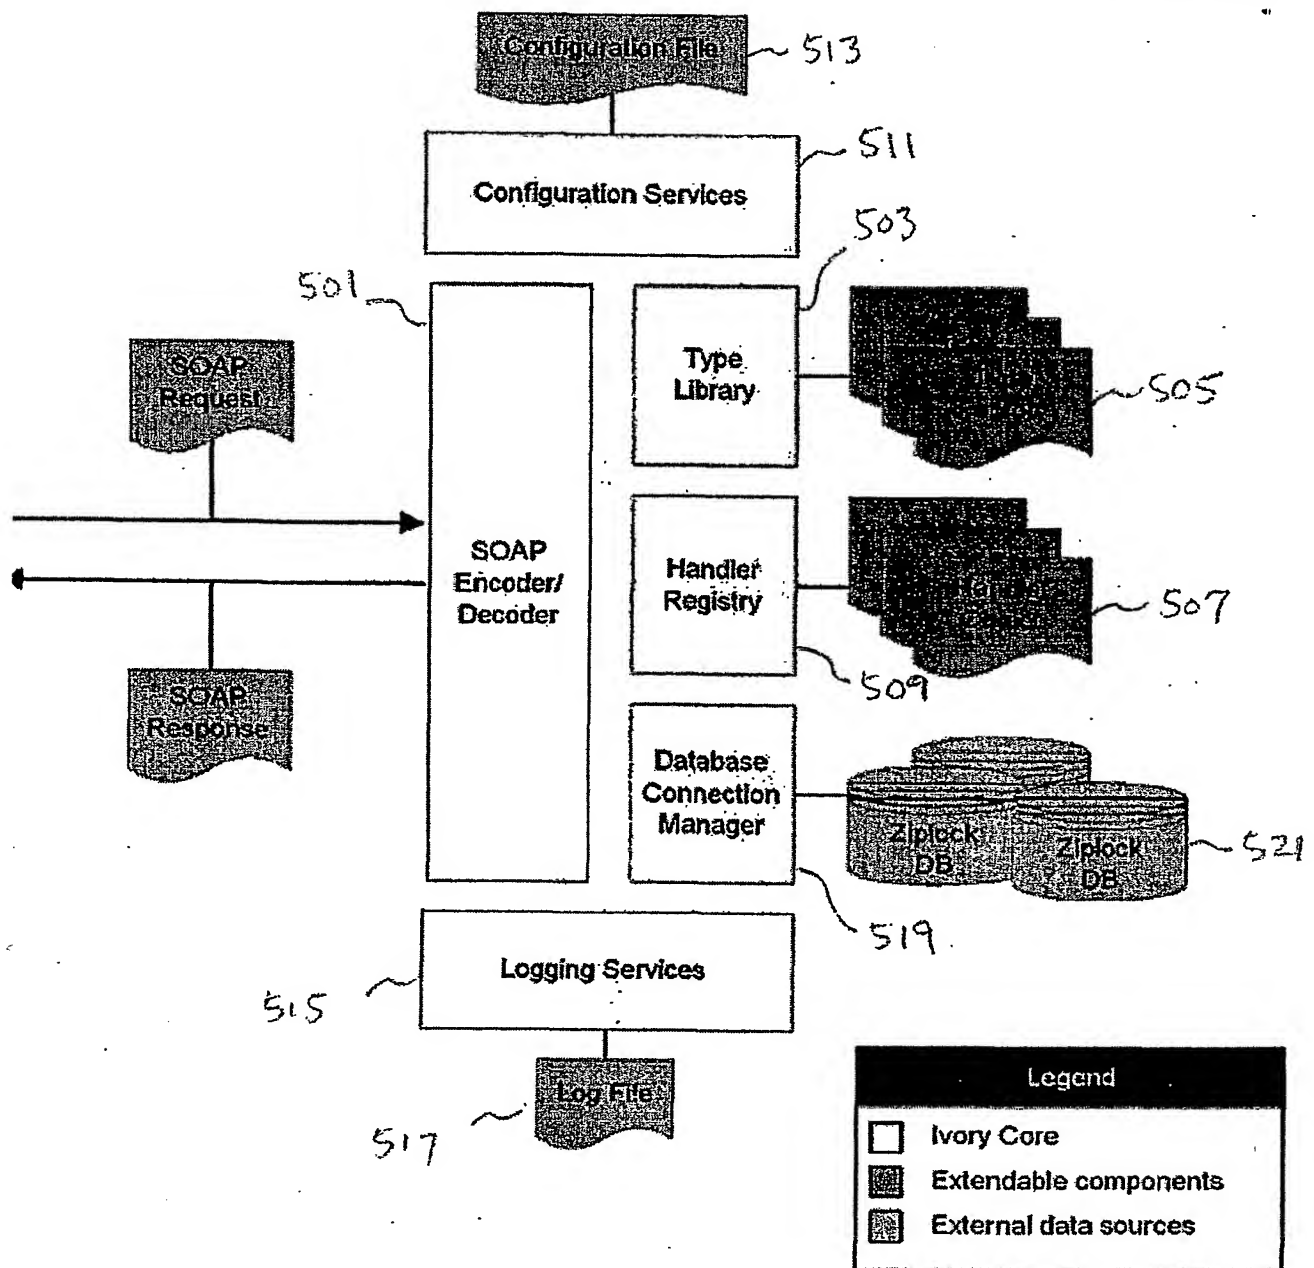 Configuration File
513
511
Configuration Services
503
501
SOAP
Request
Type
Library
505
SOAP
Encoder/
Decoder
Handler
Registry
507
509
SOAP
Response
Database
Connection
Manager
Ziplock
DB
Ziplock
DB
521
519
Logging Services
515
Log File
517
Legend
Ivory Core
Extendable components
External data sources